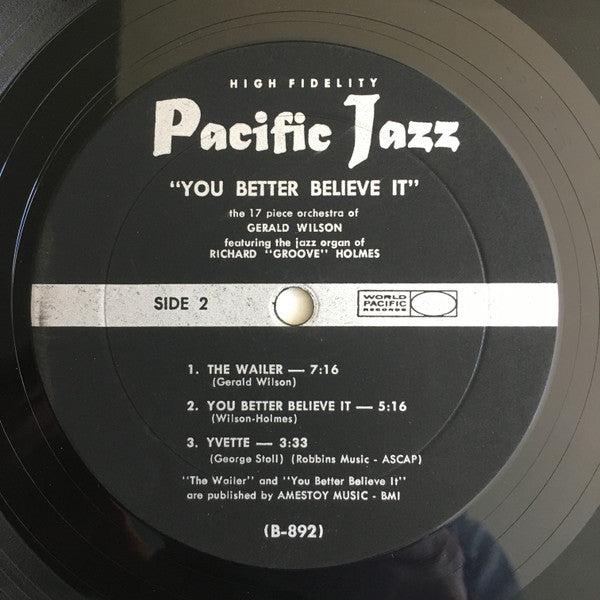 HIGH FIDELITY
Pacific Jazz
"YOU BETTER BELIEVE IT"
the 17 piece orchestra of
GERALD WILSON
featuring the jazz organ of
RICHARD "GROOVE" HOLMES
SIDE 2
WORLD
PACIFIC
RECORDS
1. THE WAILER — 7:16
(Gerald Wilson)
2. YOU BETTER BELIEVE IT — 5:16
(Wilson-Holmes)
3. YVETTE — 3:33
(George Stoll) (Robbins Music - ASCAP)
"The Wailer" and "You Better Believe It"
are published by AMESTOY MUSIC - BMI
(B-892)